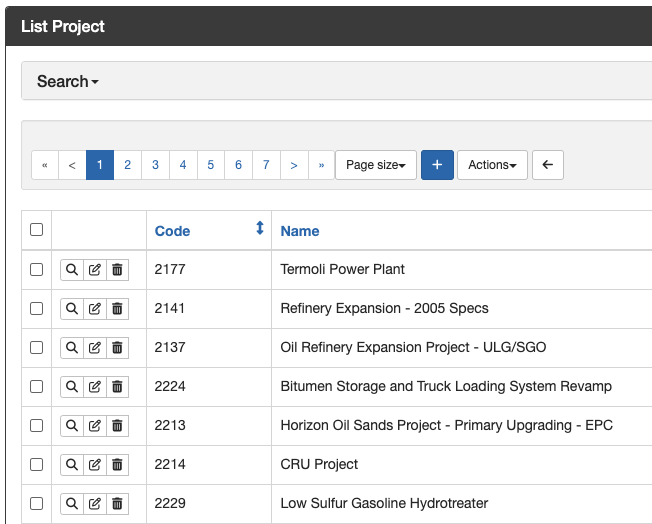 List Project
Search
« < 1 2 3 4 5 6 7 > » Page size + Actions
Code Name
2177 Termoli Power Plant
2141 Refinery Expansion - 2005 Specs
2137 Oil Refinery Expansion Project - ULG/SGO
2224 Bitumen Storage and Truck Loading System Revamp
2213 Horizon Oil Sands Project - Primary Upgrading - EPC
2214 CRU Project
2229 Low Sulfur Gasoline Hydrotreater